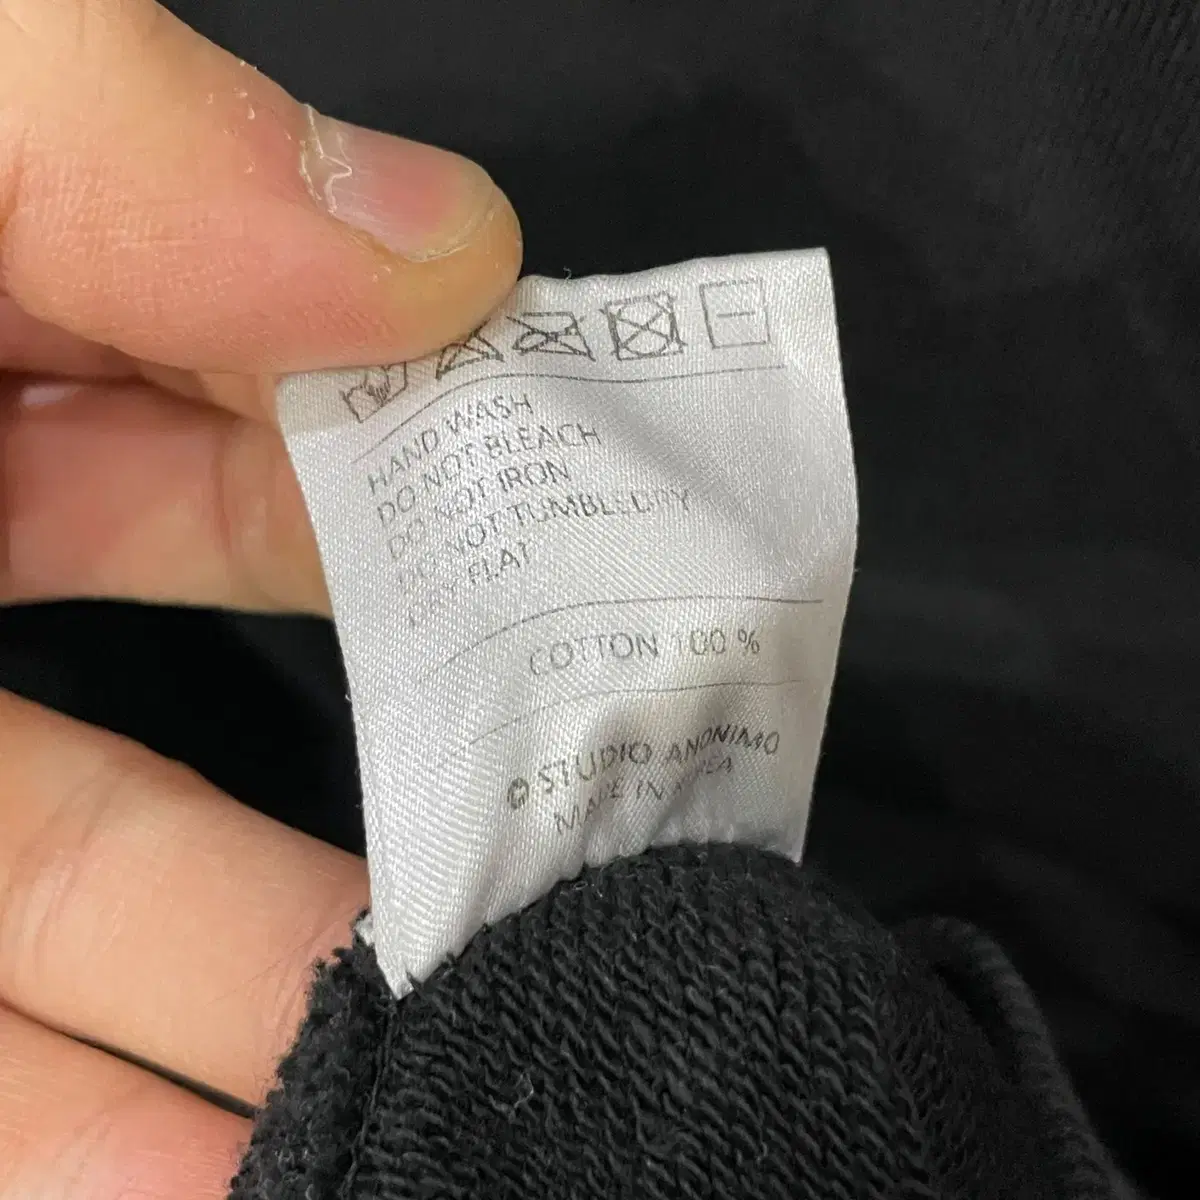 HAND WASH
DO NOT BLEACH
DO NOT IRON
DO NOT TUMBLE DRY
DRY FLAT
COTTON 100 %
© STUDIO ANONIMO
MADE IN KOREA